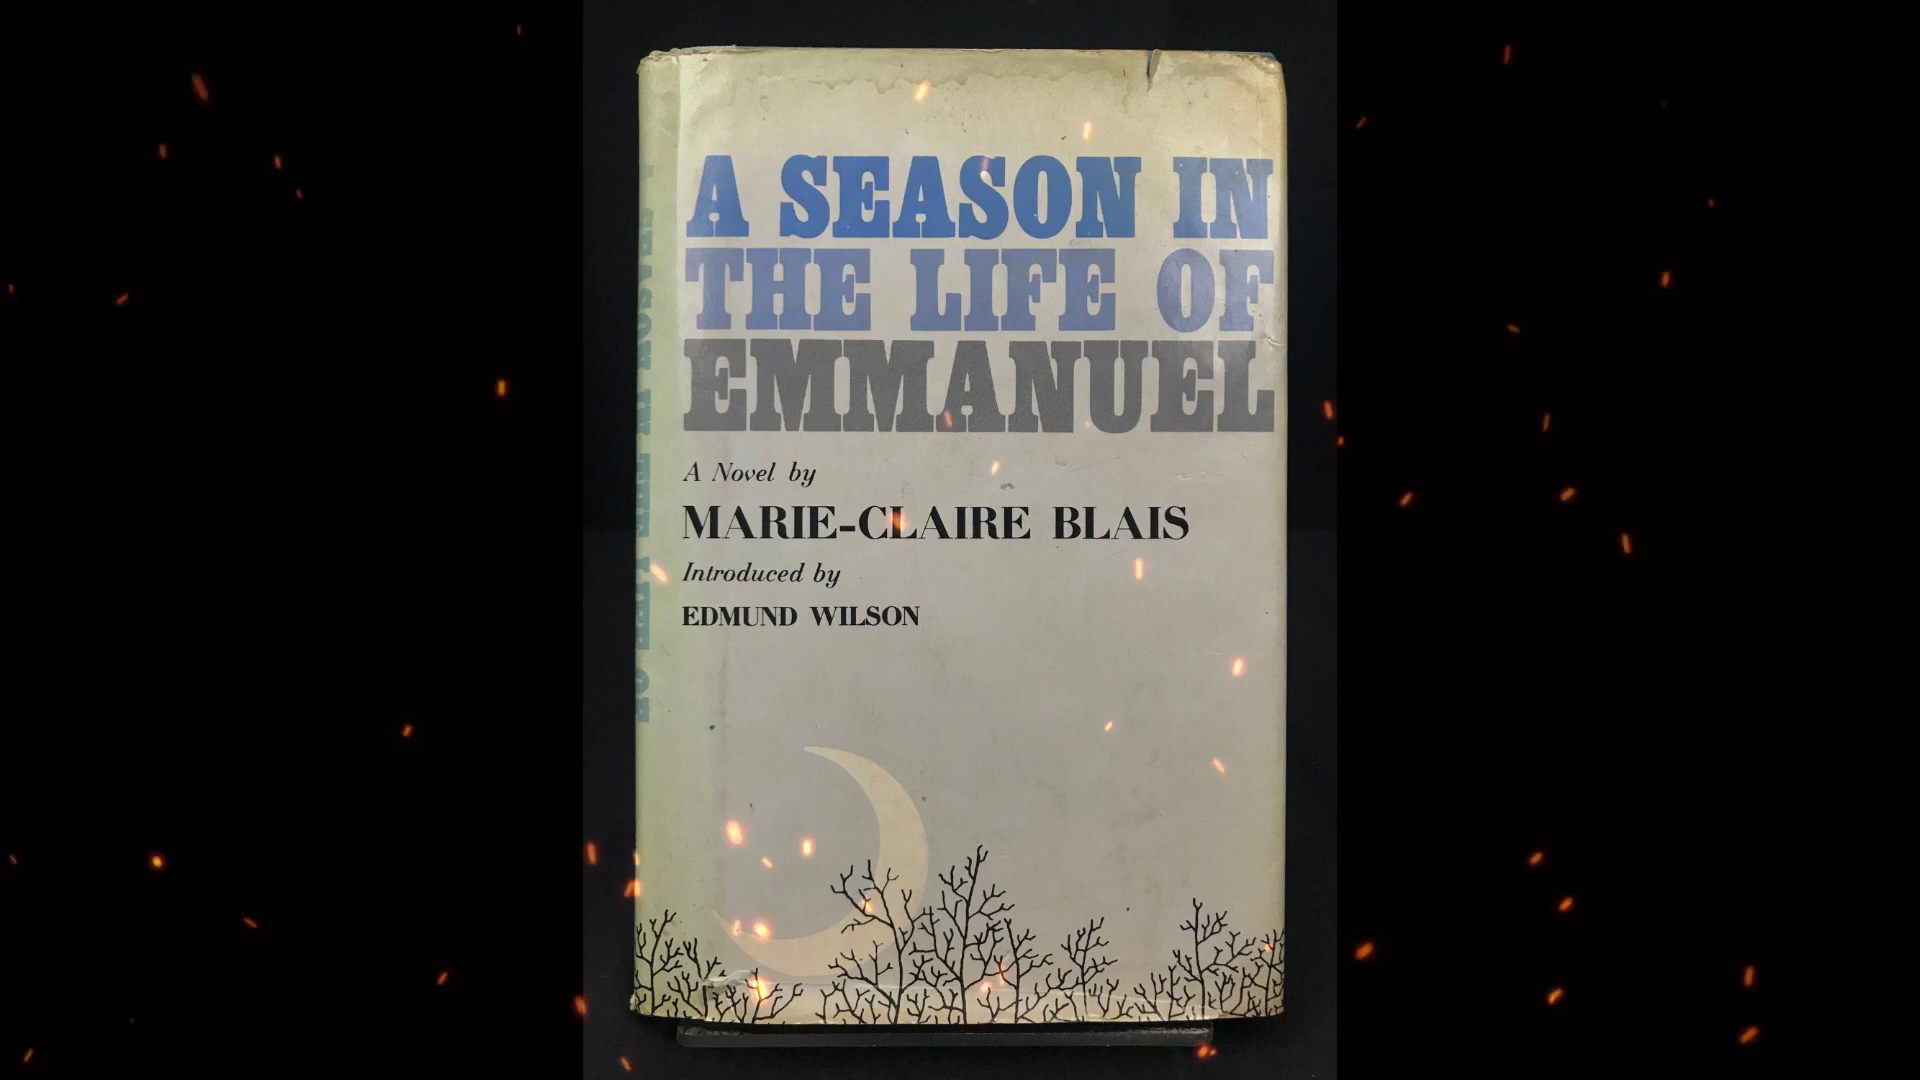 A SEASON IN
THE LIFE OF
EMMANUEL
A Novel by
MARIE-CLAIRE BLAIS
Introduced by
EDMUND WILSON